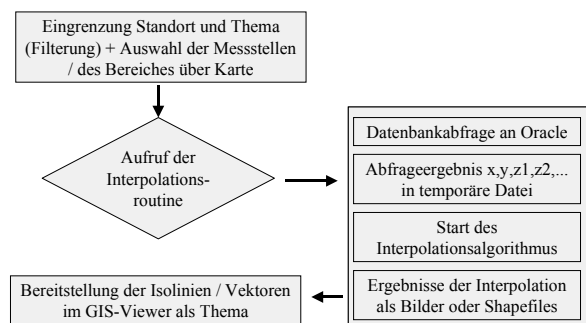 Eingrenzung Standort und Thema
(Filterung) + Auswahl der Messstellen
/ des Bereiches über Karte
Aufruf der
Interpolations-
routine
Datenbankabfrage an Oracle
Abfrageergebnis x,y,z1,z2,...
in temporäre Datei
Start des
Interpolationsalgorithmus
Ergebnisse der Interpolation
als Bilder oder Shapefiles
Bereitstellung der Isolinien / Vektoren
im GIS-Viewer als Thema